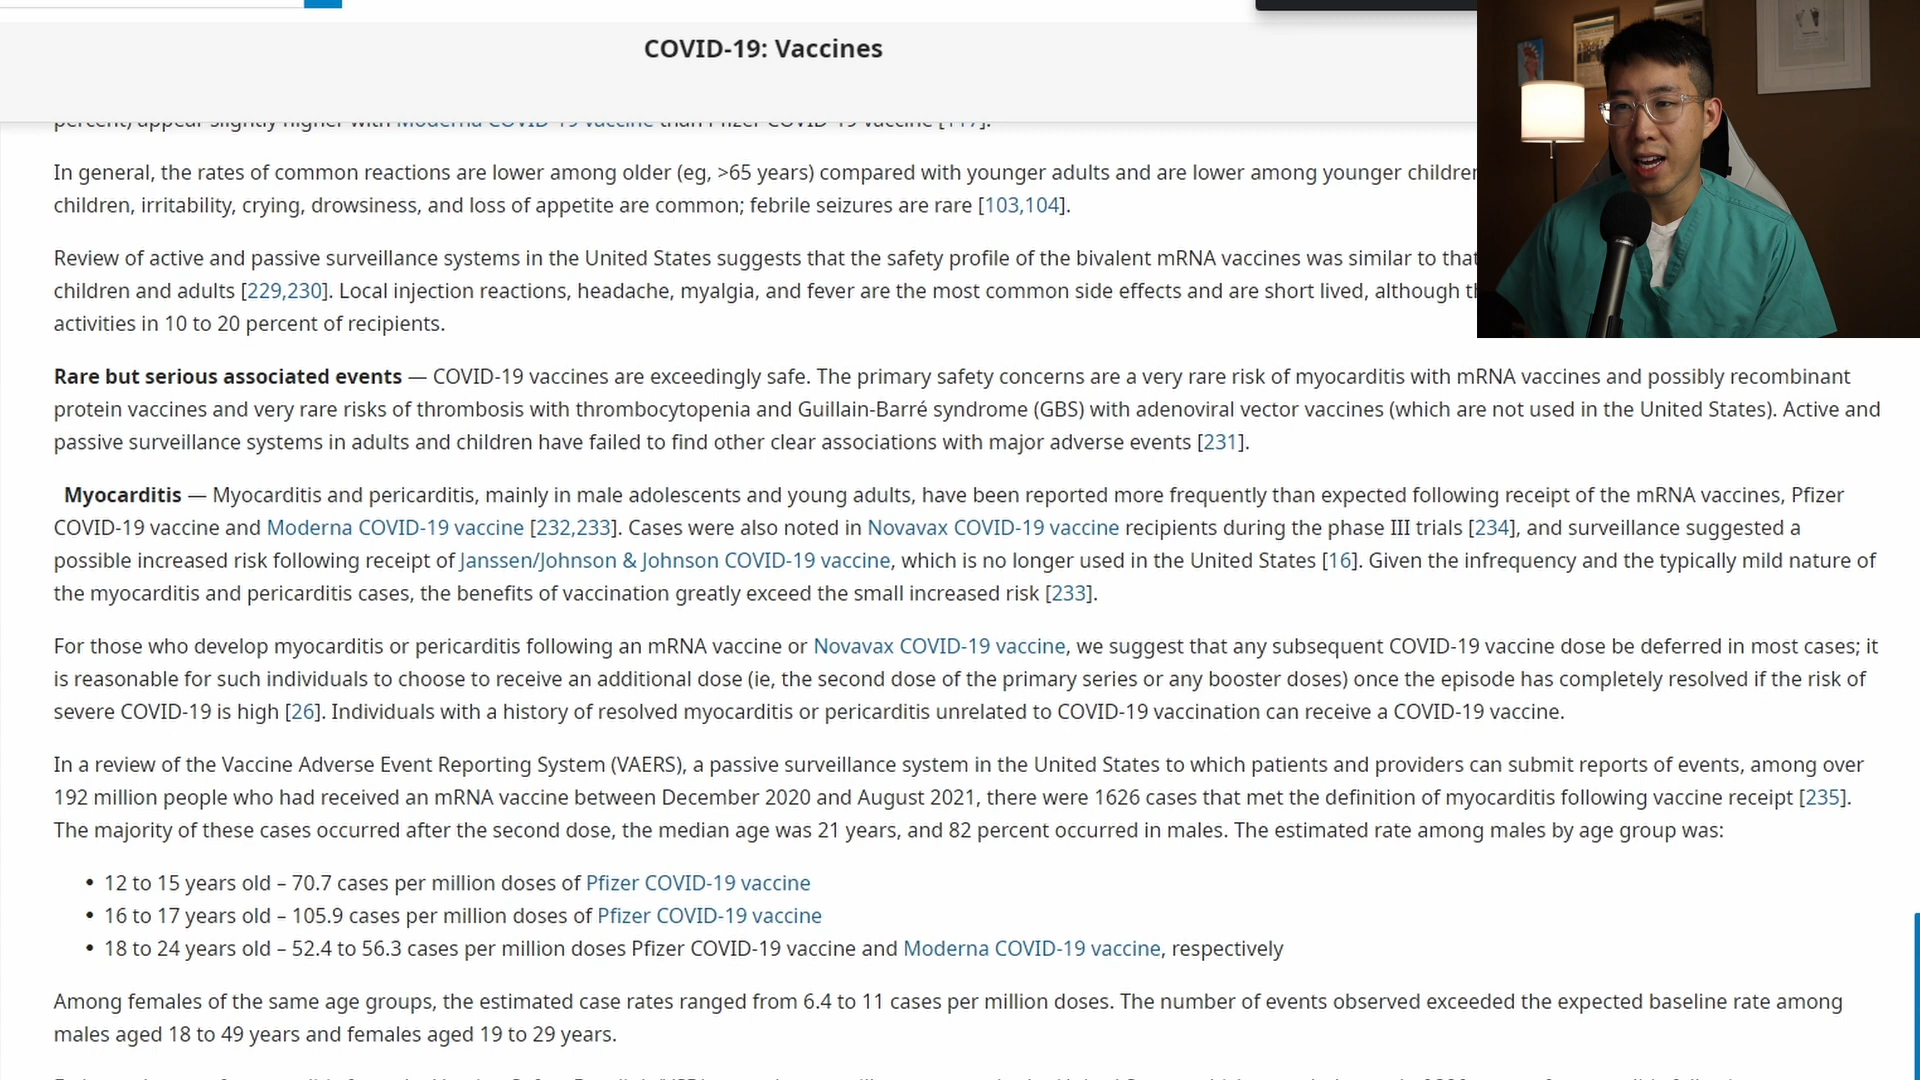 COVID-19: Vaccines
percent) appear slightly higher with Moderna COVID-19 vaccine than Pfizer COVID-19 vaccine [117].
In general, the rates of common reactions are lower among older (eg, >65 years) compared with younger adults and are lower among younger children
children, irritability, crying, drowsiness, and loss of appetite are common; febrile seizures are rare [103,104].
Review of active and passive surveillance systems in the United States suggests that the safety profile of the bivalent mRNA vaccines was similar to that
children and adults [229,230]. Local injection reactions, headache, myalgia, and fever are the most common side effects and are short lived, although
activities in 10 to 20 percent of recipients.
Rare but serious associated events — COVID-19 vaccines are exceedingly safe. The primary safety concerns are a very rare risk of myocarditis with mRNA vaccines and possibly recombinant
protein vaccines and very rare risks of thrombosis with thrombocytopenia and Guillain-Barré syndrome (GBS) with adenoviral vector vaccines (which are not used in the United States). Active and
passive surveillance systems in adults and children have failed to find other clear associations with major adverse events [231].
Myocarditis — Myocarditis and pericarditis, mainly in male adolescents and young adults, have been reported more frequently than expected following receipt of the mRNA vaccines, Pfizer
COVID-19 vaccine and Moderna COVID-19 vaccine [232,233]. Cases were also noted in Novavax COVID-19 vaccine recipients during the phase III trials [234], and surveillance suggested a
possible increased risk following receipt of Janssen/Johnson & Johnson COVID-19 vaccine, which is no longer used in the United States [16]. Given the infrequency and the typically mild nature of
the myocarditis and pericarditis cases, the benefits of vaccination greatly exceed the small increased risk [233].
For those who develop myocarditis or pericarditis following an mRNA vaccine or Novavax COVID-19 vaccine, we suggest that any subsequent COVID-19 vaccine dose be deferred in most cases; it
is reasonable for such individuals to choose to receive an additional dose (ie, the second dose of the primary series or any booster doses) once the episode has completely resolved if the risk of
severe COVID-19 is high [26]. Individuals with a history of resolved myocarditis or pericarditis unrelated to COVID-19 vaccination can receive a COVID-19 vaccine.
In a review of the Vaccine Adverse Event Reporting System (VAERS), a passive surveillance system in the United States to which patients and providers can submit reports of events, among over
192 million people who had received an mRNA vaccine between December 2020 and August 2021, there were 1626 cases that met the definition of myocarditis following vaccine receipt [235].
The majority of these cases occurred after the second dose, the median age was 21 years, and 82 percent occurred in males. The estimated rate among males by age group was:
• 12 to 15 years old – 70.7 cases per million doses of Pfizer COVID-19 vaccine
• 16 to 17 years old – 105.9 cases per million doses of Pfizer COVID-19 vaccine
• 18 to 24 years old – 52.4 to 56.3 cases per million doses Pfizer COVID-19 vaccine and Moderna COVID-19 vaccine, respectively
Among females of the same age groups, the estimated case rates ranged from 6.4 to 11 cases per million doses. The number of events observed exceeded the expected baseline rate among
males aged 18 to 49 years and females aged 19 to 29 years.